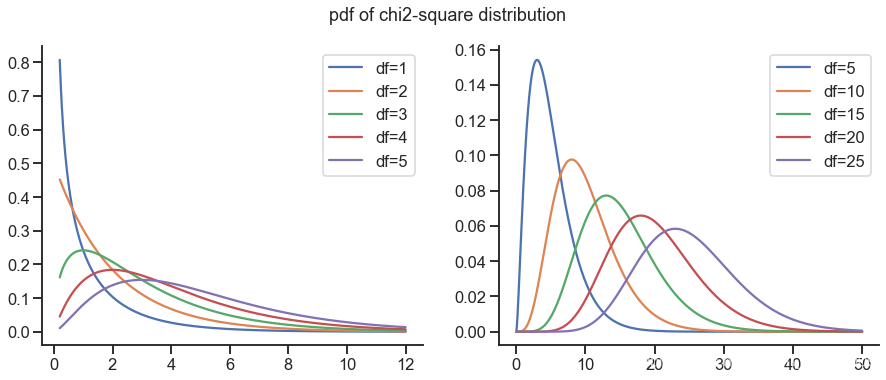 pdf of chi2-square distribution
0.8
0.7
0.6
0.5
0.4
0.3
0.2
0.1
0.0
0 2 4 6 8 10 12
df=1
df=2
df=3
df=4
df=5
0.16
0.14
0.12
0.10
0.08
0.06
0.04
0.02
0.00
0 10 20 30 40 50
df=5
df=10
df=15
df=20
df=25